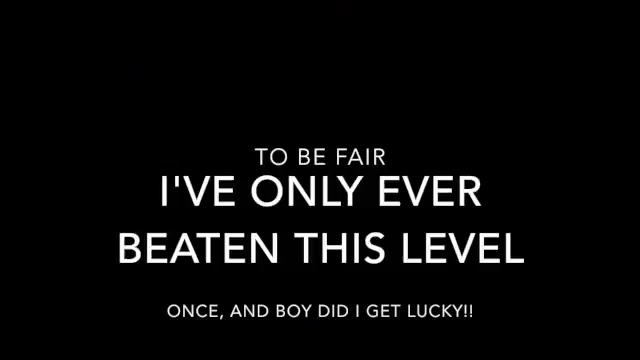 TO BE FAIR
I'VE ONLY EVER
BEATEN THIS LEVEL
ONCE, AND BOY DID I GET LUCKY!!